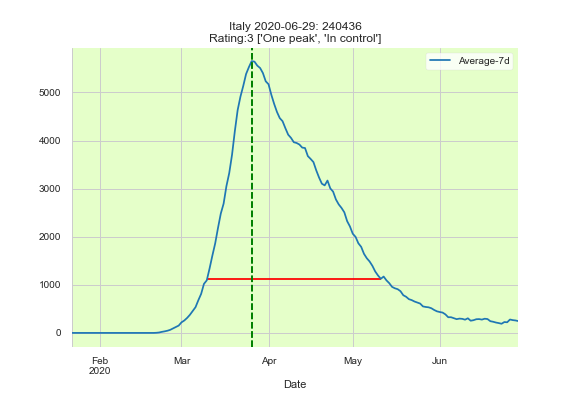 Italy 2020-06-29: 240436
Rating:3 ['One peak', 'In control']
Average-7d
5000
4000
3000
2000
1000
0
Feb Mar Apr May Jun
2020
Date